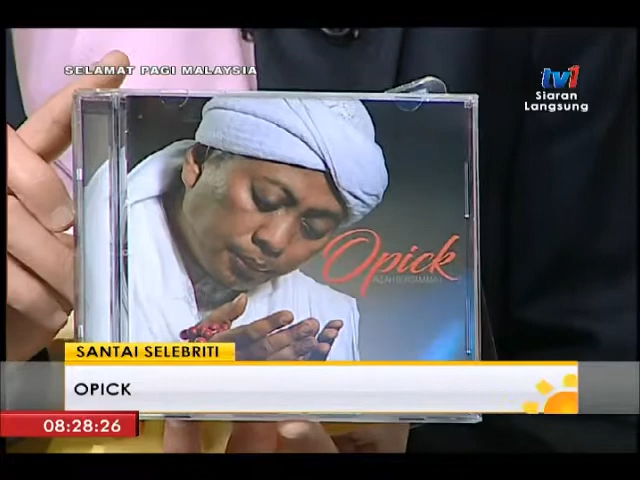 SELAMAT PAGI MALAYSIA
tv1
Siaran
Langsung
Opick
SANTAI SELEBRITI
OPICK
08:28:26